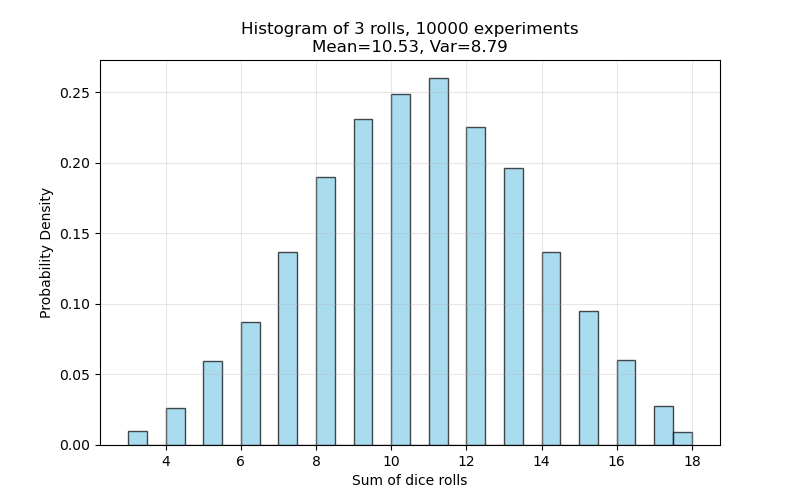 Histogram of 3 rolls, 10000 experiments
Mean=10.53, Var=8.79
Probability Density
0.25
0.20
0.15
0.10
0.05
0.00
4 6 8 10 12 14 16 18
Sum of dice rolls